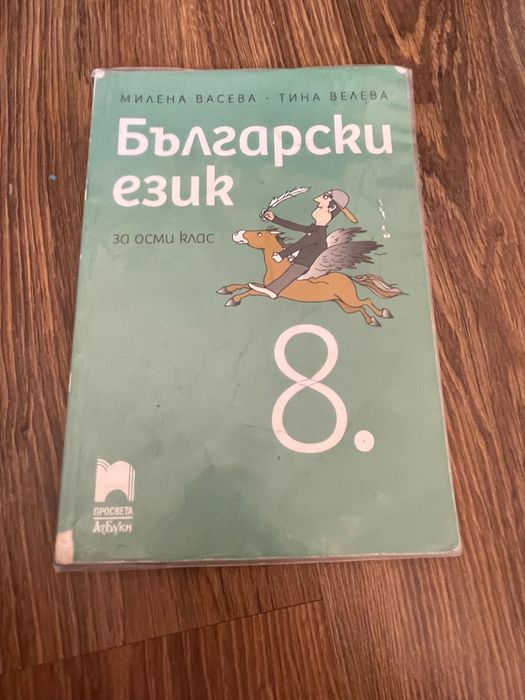 МИЛЕНА ВАСЕВА • ТИНА ВЕЛЕВА
Български
език
за осми клас
8.
ПРОСВЕТА
АзБуки